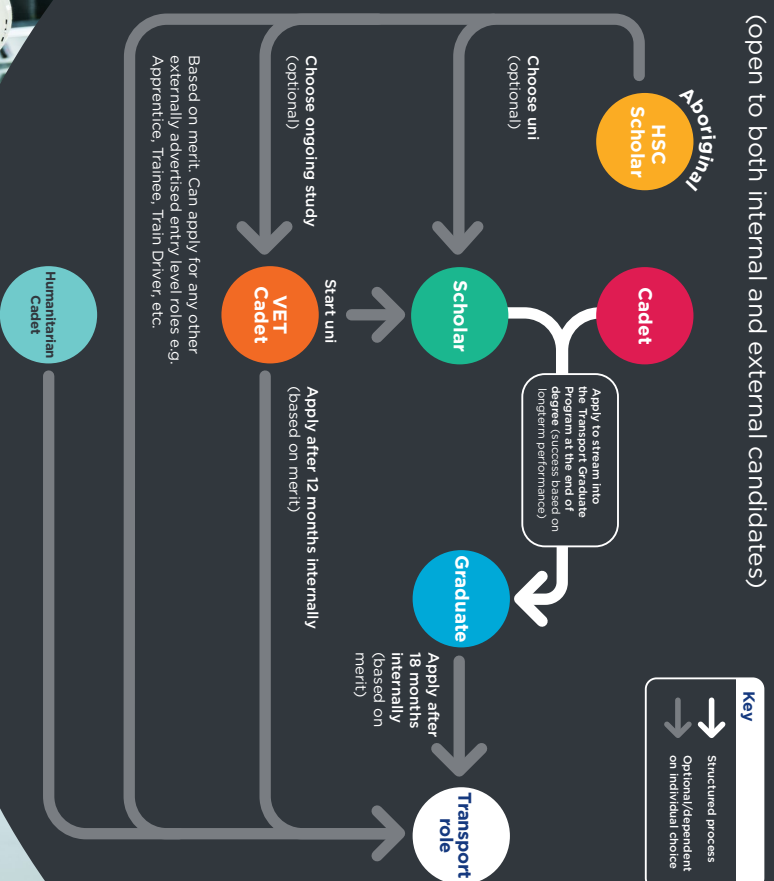 (open to both internal and external candidates)
Key
Structured process
Optional/dependent
on individual choice
Aboriginal
HSC
Scholar
Cadet
Apply to stream into
the Transport Graduate
Program at the end of
degree (success based on
longterm performance)
Choose uni
(optional)
Scholar
Graduate
Apply after
18 months
internally
(based on
merit)
Transport
role
Start uni
Choose ongoing study
(optional)
VET
Cadet
Apply after 12 months internally
(based on merit)
Based on merit. Can apply for any other
externally advertised entry level roles e.g.
Apprentice, Trainee, Train Driver, etc.
Humanitarian
Cadet